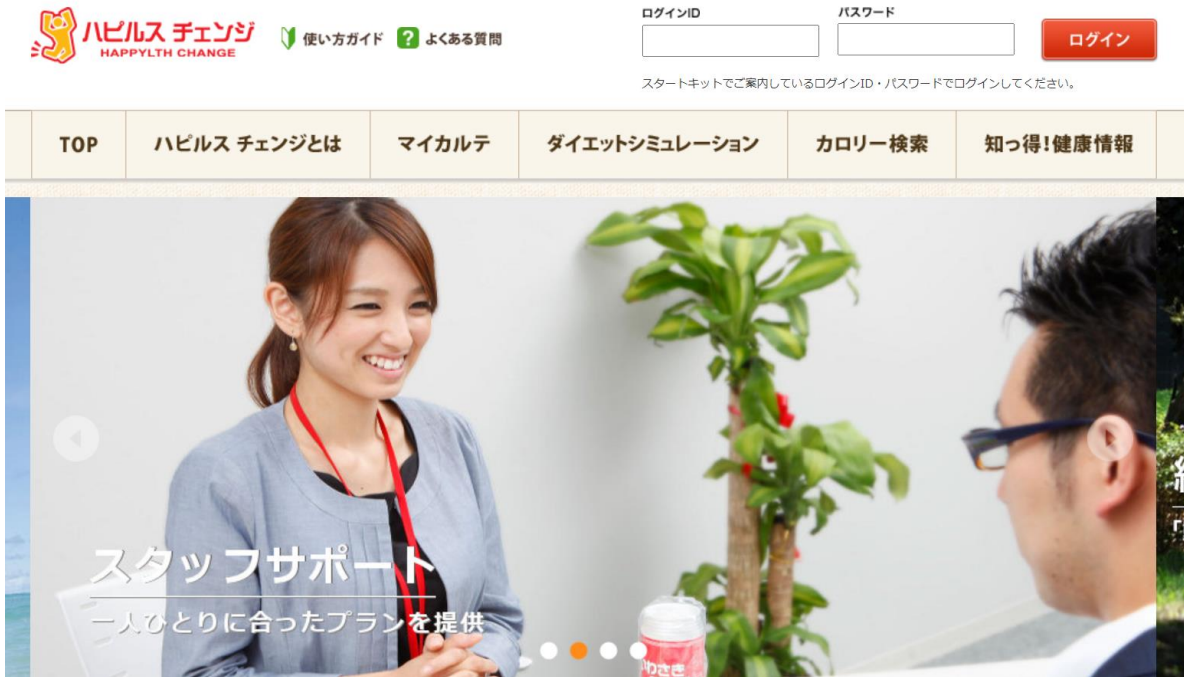 ハピルス チェンジ
HAPPYLTH CHANGE
使い方ガイド
? よくある質問
ログインID
パスワード
ログイン
スタートキットでご案内しているログインID・パスワードでログインしてください。
TOP
ハピルス チェンジとは
マイカルテ
ダイエットシミュレーション
カロリー検索
知っ得!健康情報
スタッフサポート
一人ひとりに合ったプランを提供
いわさき